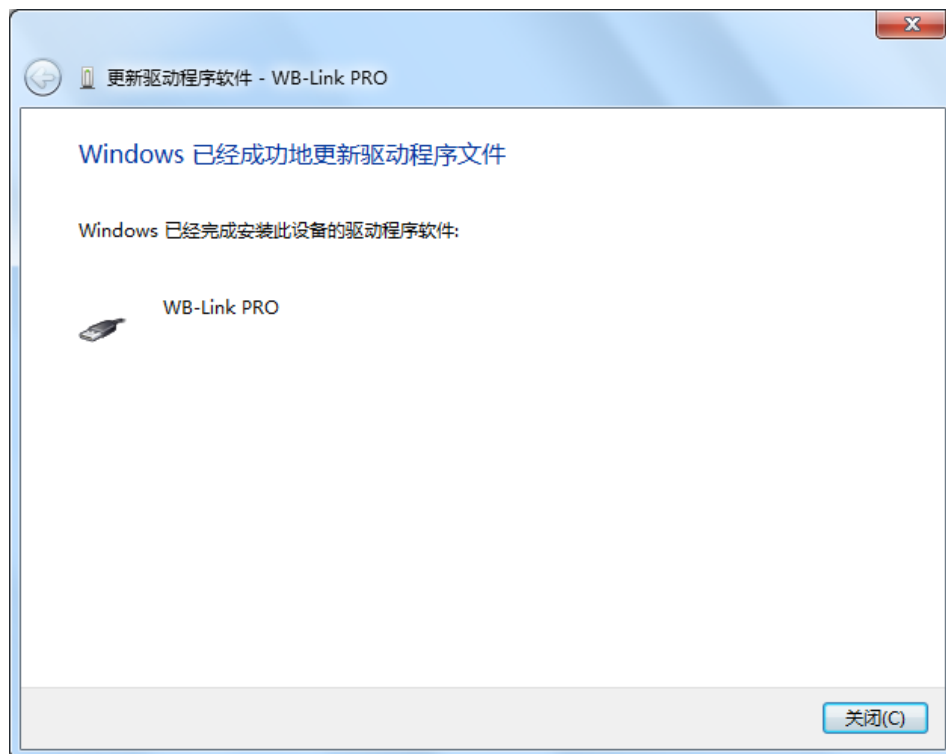 更新驱动程序软件 - WB-Link PRO
Windows 已经成功地更新驱动程序文件
Windows 已经完成安装此设备的驱动程序软件:
WB-Link PRO
关闭(C)